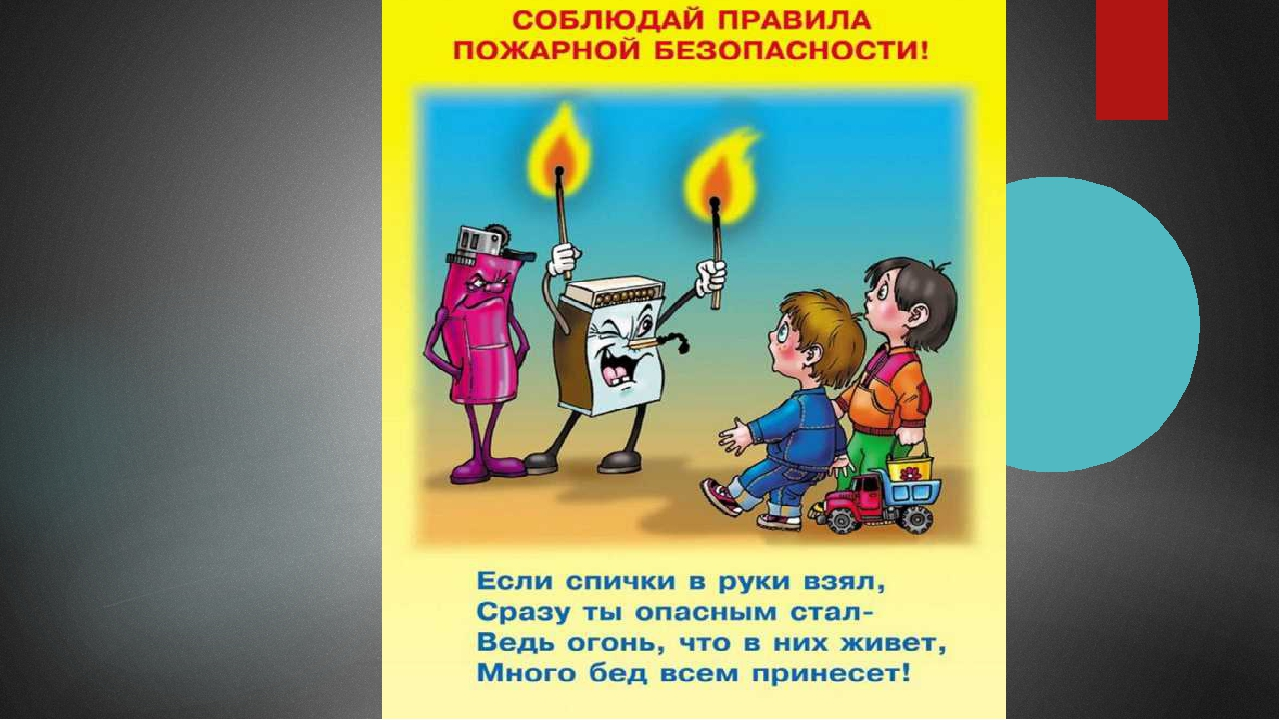 СОБЛЮДАЙ ПРАВИЛА
ПОЖАРНОЙ БЕЗОПАСНОСТИ!
Если спички в руки взял,
Сразу ты опасным стал-
Ведь огонь, что в них живет,
Много бед всем принесет!